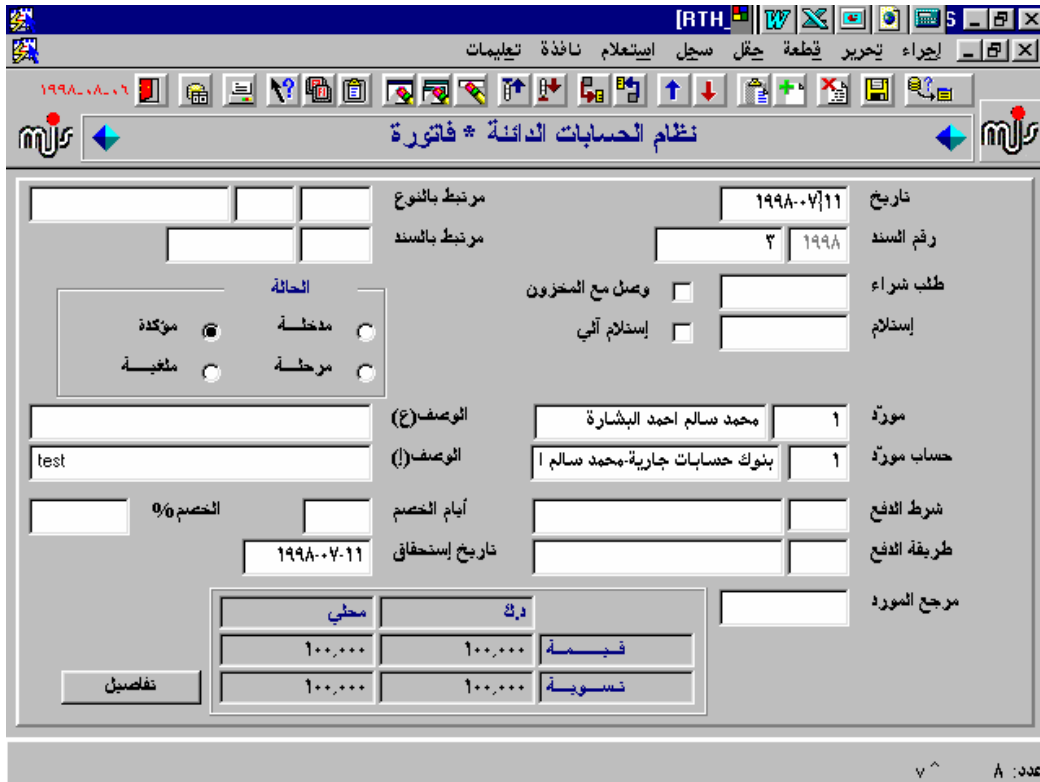 [RTH_ S
إجراء تحرير قطعة حقل سجل استعلام نافذة تعليمات
١٩٩٨-٠٨-٠٦
mis نظام الحسابات الدائنة * فاتورة mis
تاريخ ١١-٠٧-١٩٩٨ مرتبط بالنوع
رقم السند ١٩٩٨ ٣ مرتبط بالسند
طلب شراء وصل مع المخزون الحالة
إستلام إستلام آلي مدخلة مؤكدة
مرحلة ملغية
مورّد ١ محمد سالم احمد البشارة الوصف(ع)
حساب مورّد ١ بنوك حسابات جارية-محمد سالم ا الوصف(إ) test
شرط الدفع أيام الخصم الخصم %
طريقة الدفع تاريخ إستحقاق ١١-٠٧-١٩٩٨
مرجع المورد
د.ك محلي
قيمة ١٠٠,٠٠٠ ١٠٠,٠٠٠
تسوية ١٠٠,٠٠٠ ١٠٠,٠٠٠
تفاصيل
عدد: ٨ ^ v